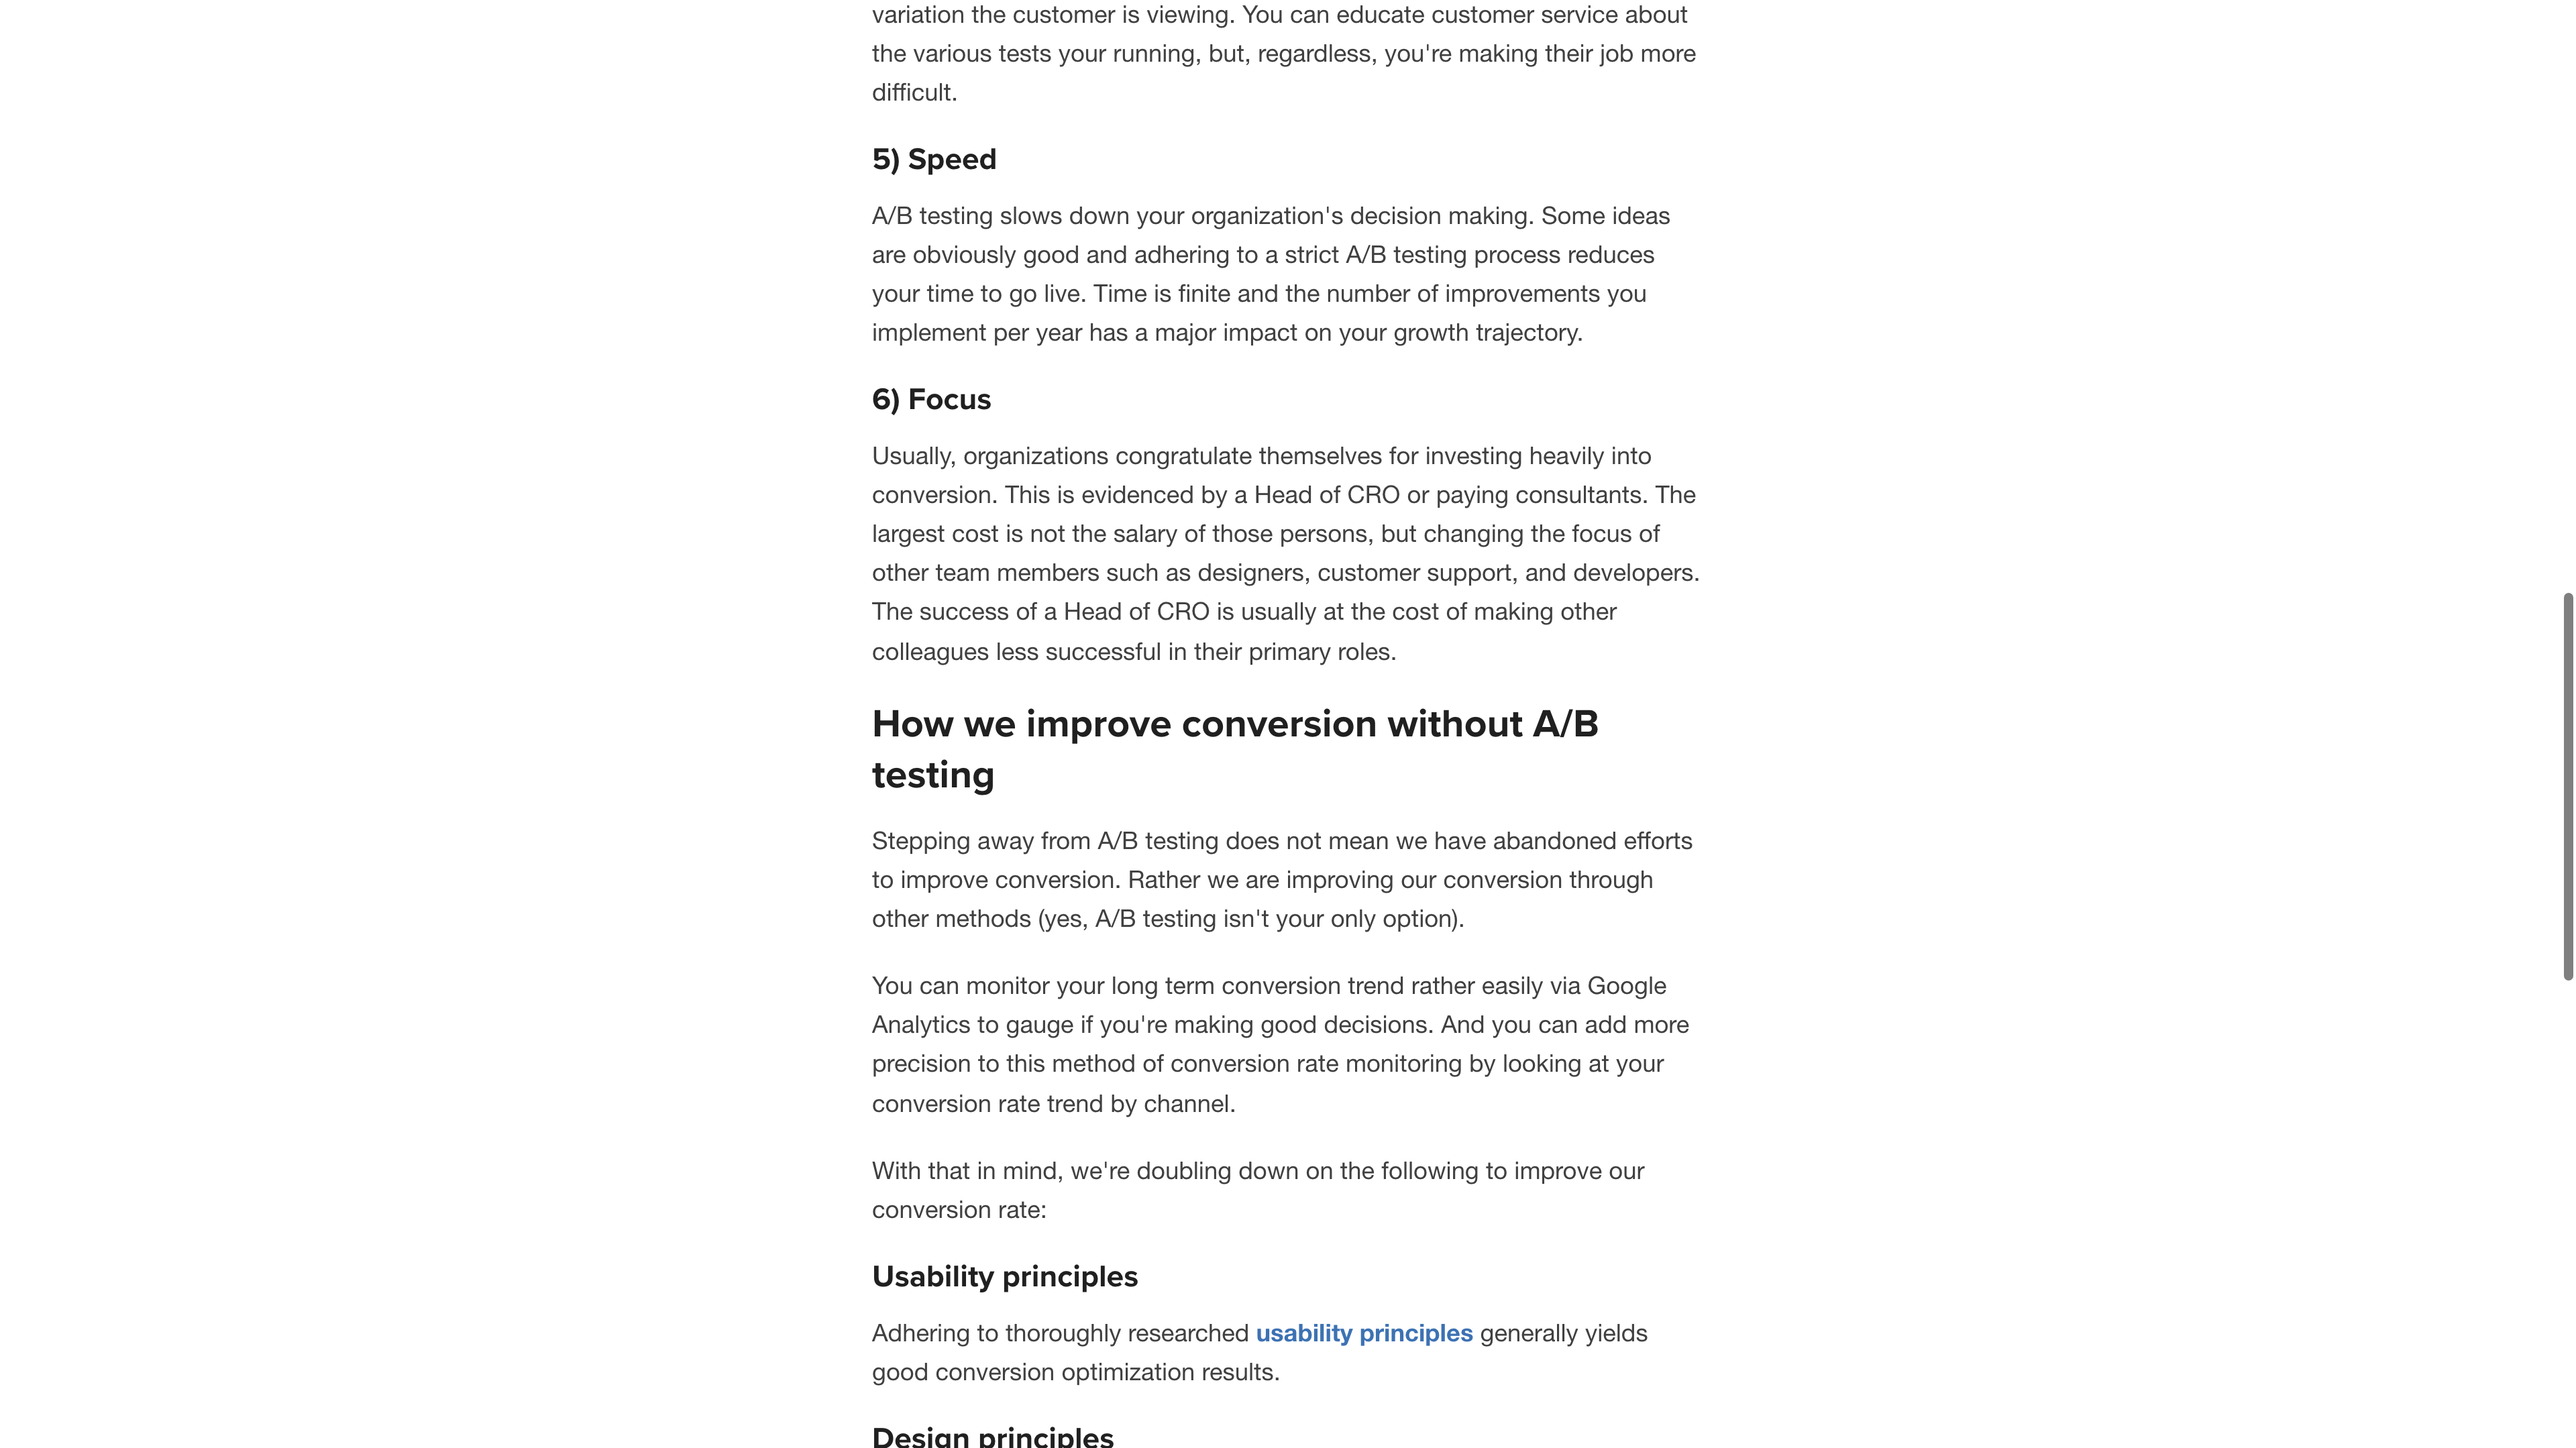 variation the customer is viewing. You can educate customer service about
the various tests your running, but, regardless, you're making their job more
difficult.
5) Speed
A/B testing slows down your organization's decision making. Some ideas
are obviously good and adhering to a strict A/B testing process reduces
your time to go live. Time is finite and the number of improvements you
implement per year has a major impact on your growth trajectory.
6) Focus
Usually, organizations congratulate themselves for investing heavily into
conversion. This is evidenced by a Head of CRO or paying consultants. The
largest cost is not the salary of those persons, but changing the focus of
other team members such as designers, customer support, and developers.
The success of a Head of CRO is usually at the cost of making other
colleagues less successful in their primary roles.
How we improve conversion without A/B
testing
Stepping away from A/B testing does not mean we have abandoned efforts
to improve conversion. Rather we are improving our conversion through
other methods (yes, A/B testing isn't your only option).
You can monitor your long term conversion trend rather easily via Google
Analytics to gauge if you're making good decisions. And you can add more
precision to this method of conversion rate monitoring by looking at your
conversion rate trend by channel.
With that in mind, we're doubling down on the following to improve our
conversion rate:
Usability principles
Adhering to thoroughly researched usability principles generally yields
good conversion optimization results.
Design principles